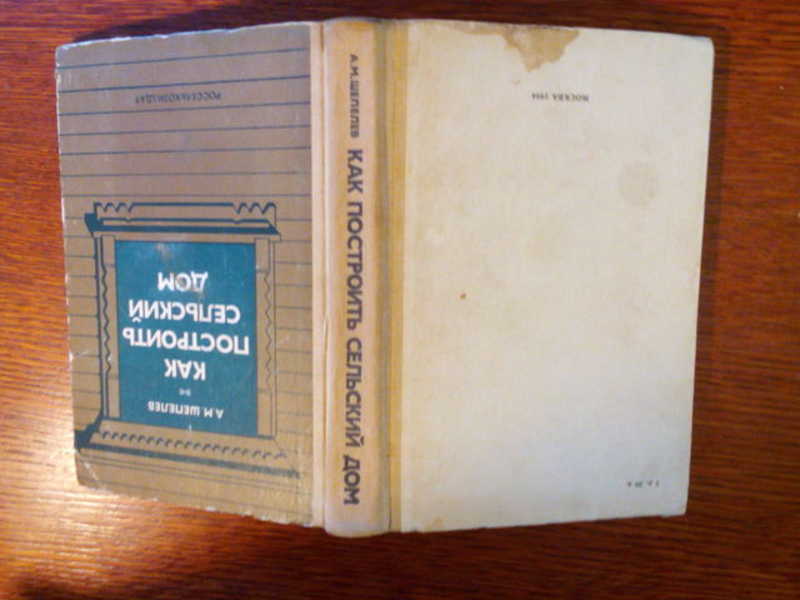 А.М. ШЕПЕЛЕВ
КАК
ПОСТРОИТЬ
СЕЛЬСКИЙ
ДОМ
РОССЕЛЬХОЗИЗДАТ
А.М.ШЕПЕЛЕВ КАК ПОСТРОИТЬ СЕЛЬСКИЙ ДОМ
МОСКВА 1984